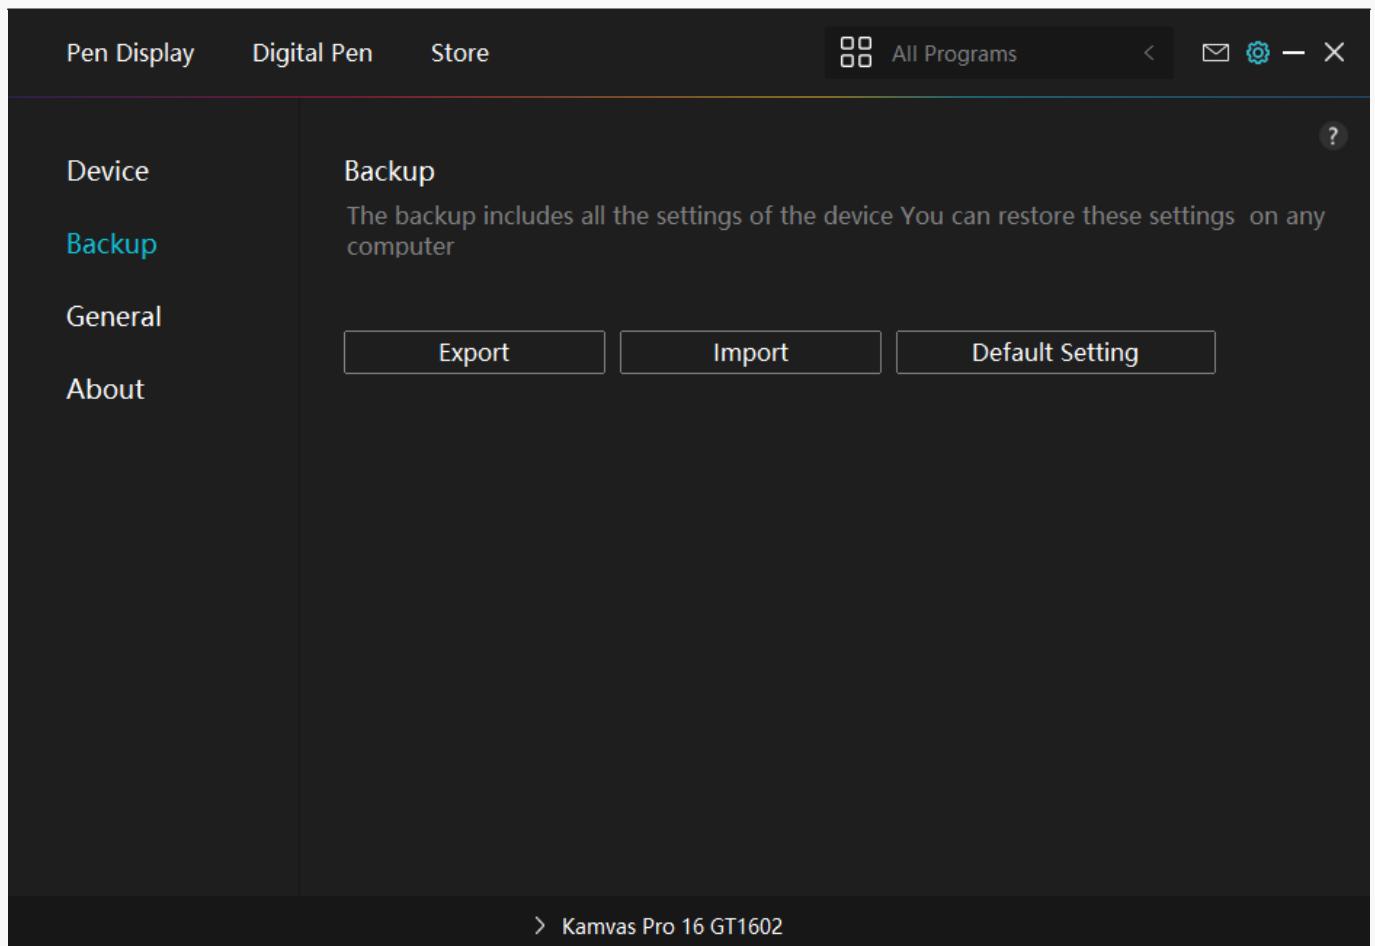 Pen Display Digital Pen Store All Programs
?
Device
Backup
General
About
Backup
The backup includes all the settings of the device You can restore these settings  on any
computer
Export Import Default Setting
Kamvas Pro 16 GT1602